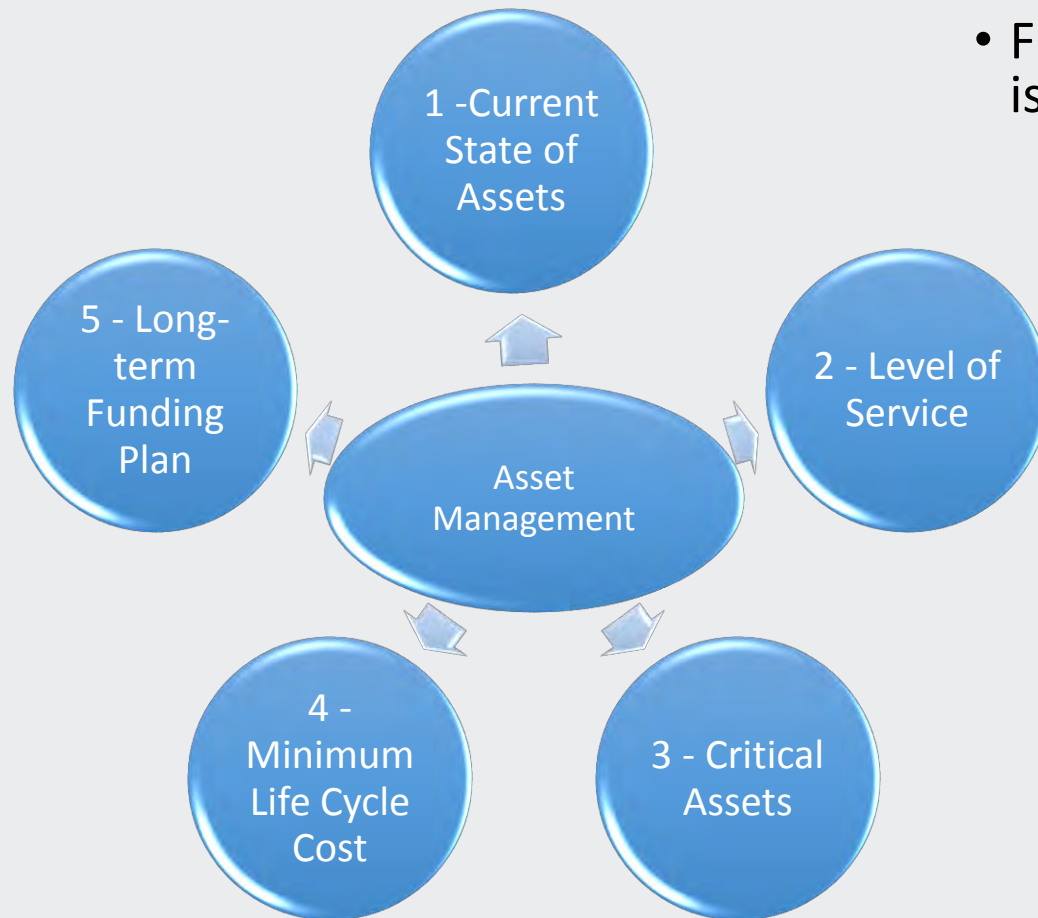 1 -Current
State of
Assets
2 - Level of
Service
3 - Critical
Assets
4 -
Minimum
Life Cycle
Cost
5 - Long-
term
Funding
Plan
Asset
Management
•